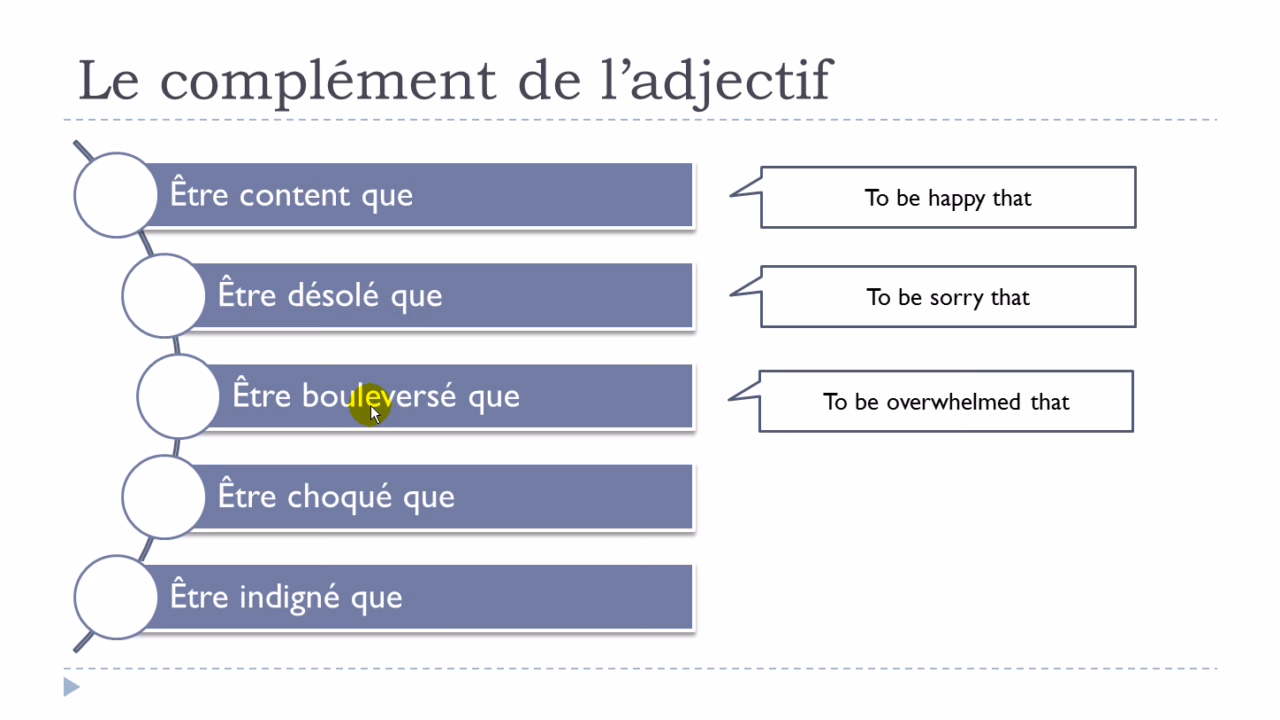 Le complément de l’adjectif
Être content que
To be happy that
Être désolé que
To be sorry that
Être bouleversé que
To be overwhelmed that
Être choqué que
Être indigné que